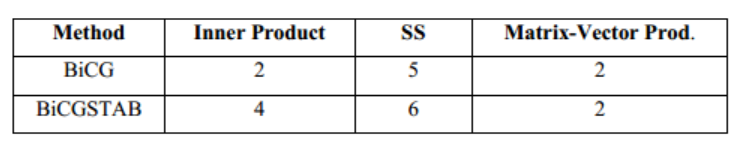 Method Inner Product SS Matrix-Vector Prod.
BiCG 2 5 2
BiCGSTAB 4 6 2